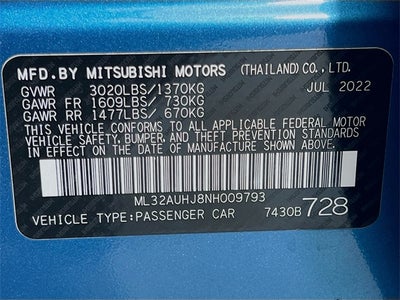 MFD.BY MITSUBISHI MOTORS (THAILAND) CO., LTD.
GVWR 3020LBS/1370KG JUL 2022
GAWR FR 1609LBS/ 730KG
GAWR RR 1477LBS/ 670KG
THIS VEHICLE CONFORMS TO ALL APPLICABLE FEDERAL MOTOR
VEHICLE SAFETY, BUMPER, AND THEFT PREVENTION STANDARDS
IN EFFECT ON THE DATE OF MANUFACTURE SHOWN ABOVE.
ML32AUHJ8NH009793
VEHICLE TYPE:PASSENGER CAR 7430B 728